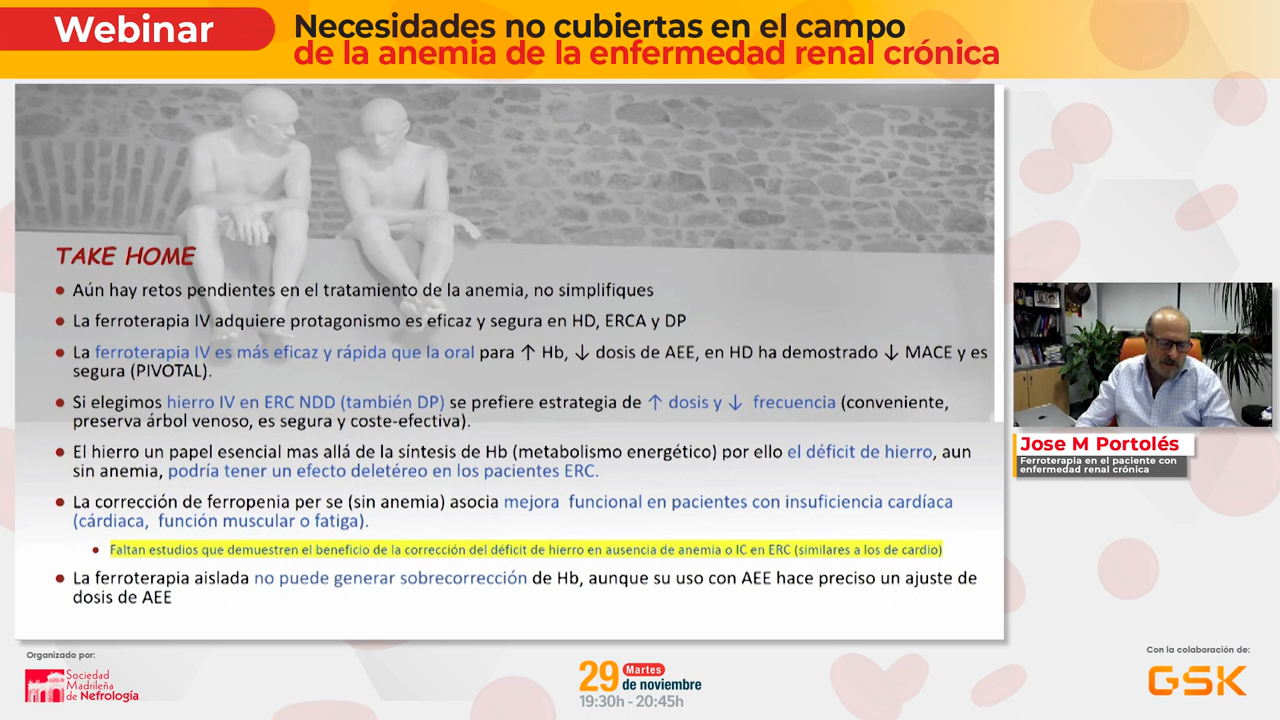 Webinar
Necesidades no cubiertas en el campo
de la anemia de la enfermedad renal crónica
TAKE HOME
• Aún hay retos pendientes en el tratamiento de la anemia, no simplifiques
• La ferroterapia IV adquiere protagonismo es eficaz y segura en HD, ERCA y DP
• La ferroterapia IV es más eficaz y rápida que la oral para ↑ Hb, ↓ dosis de AEE, en HD ha demostrado ↓ MACE y es
segura (PIVOTAL).
• Si elegimos hierro IV en ERC NDD (también DP) se prefiere estrategia de ↑ dosis y ↓ frecuencia (conveniente,
preserva árbol venoso, es segura y coste-efectiva).
• El hierro un papel esencial mas allá de la síntesis de Hb (metabolismo energético) por ello el déficit de hierro, aun
sin anemia, podría tener un efecto deletéreo en los pacientes ERC.
• La corrección de ferropenia per se (sin anemia) asocia mejora funcional en pacientes con insuficiencia cardíaca
(cárdiaca, función muscular o fatiga).
• Faltan estudios que demuestren el beneficio de la corrección del déficit de hierro en ausencia de anemia o IC en ERC (similares a los de cardio)
• La ferroterapia aislada no puede generar sobrecorrección de Hb, aunque su uso con AEE hace preciso un ajuste de
dosis de AEE
Jose M Portolés
Ferroterapia en el paciente con
enfermedad renal crónica
Organizado por:
Sociedad
Madrileña
de Nefrología
29 Martes
de noviembre
19:30h - 20:45h
Con la colaboración de:
GSK